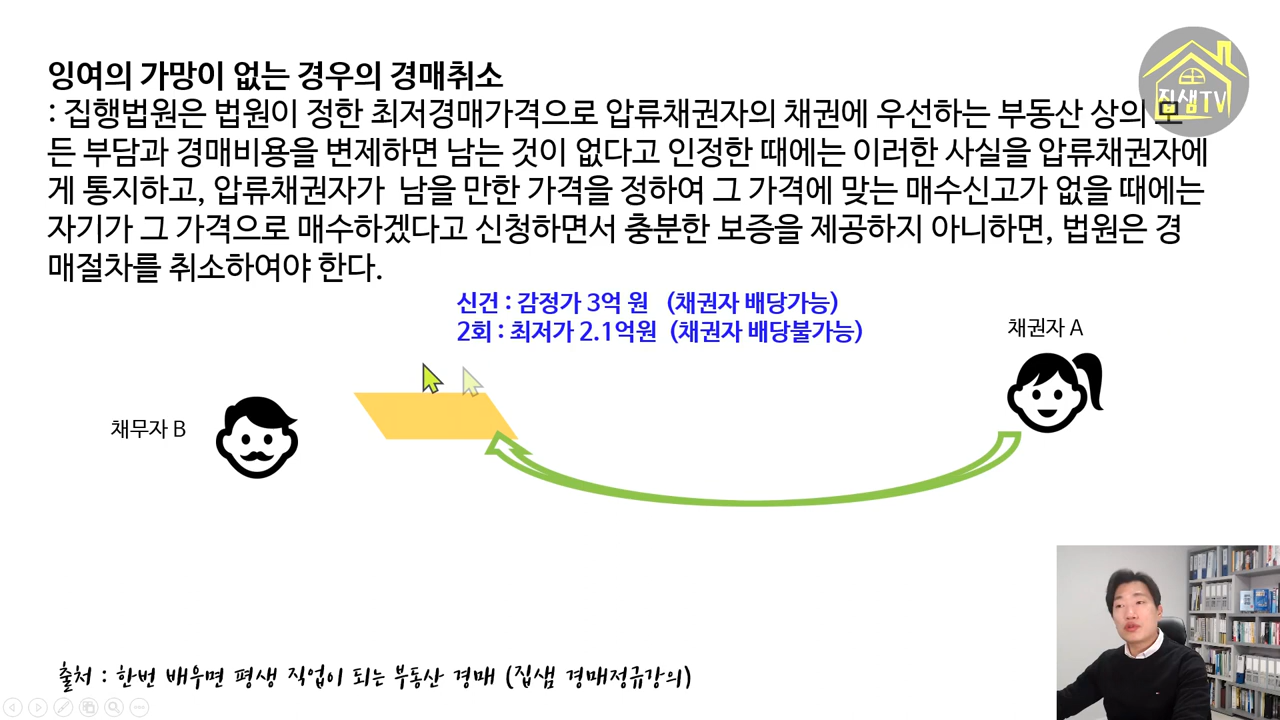 잉여의 가망이 없는 경우의 경매취소
: 집행법원은 법원이 정한 최저경매가격으로 압류채권자의 채권에 우선하는 부동산 상의 모
든 부담과 경매비용을 변제하면 남는 것이 없다고 인정한 때에는 이러한 사실을 압류채권자에
게 통지하고, 압류채권자가 남을 만한 가격을 정하여 그 가격에 맞는 매수신고가 없을 때에는
자기가 그 가격으로 매수하겠다고 신청하면서 충분한 보증을 제공하지 아니하면, 법원은 경
매절차를 취소하여야 한다.
집샘TV
신건 : 감정가 3억 원 (채권자 배당가능)
2회 : 최저가 2.1억원 (채권자 배당불가능)
채권자 A
채무자 B
출처 : 한번 배우면 평생 직업이 되는 부동산 경매 (집샘 경매정규강의)